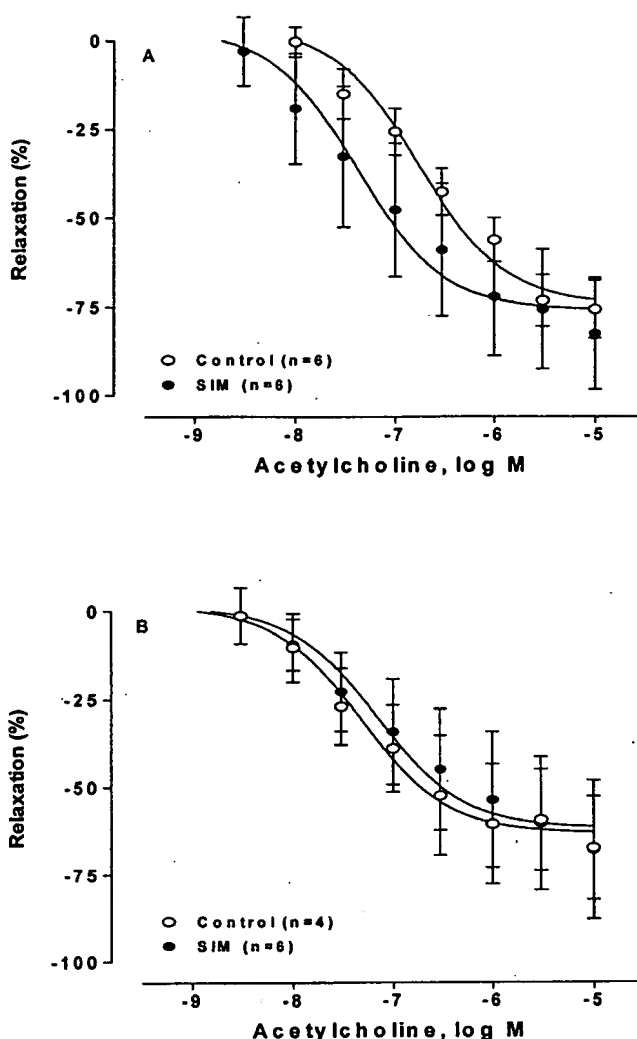 A
0
-25
-50
-75
-100
Relaxation (%)
Control (n=6)
SIM (n=6)
-9 -8 -7 -6 -5
Acetylcholine, log M
B
0
-25
-50
-75
-100
Relaxation (%)
Control (n=4)
SIM (n=6)
-9 -8 -7 -6 -5
Acetylcholine, log M